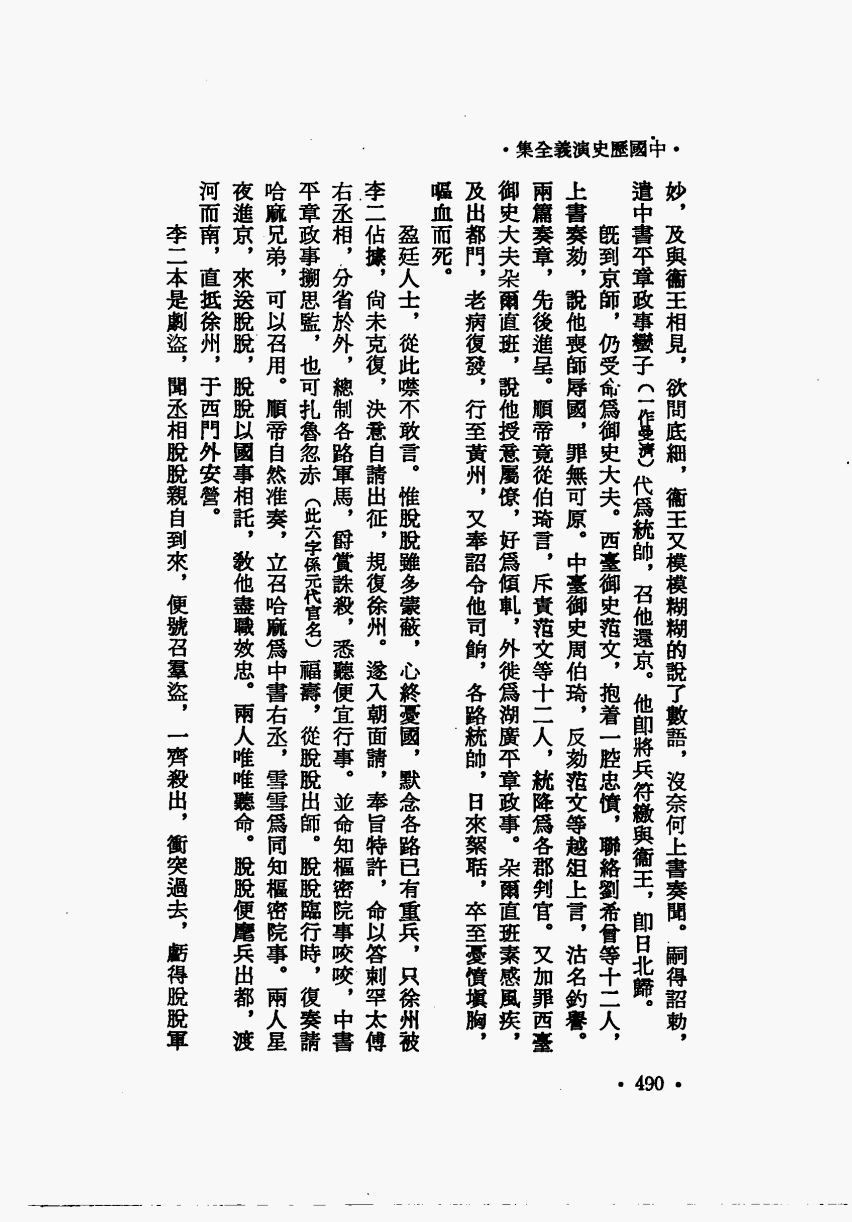 ・中國歷史演義全集・
妙，及與衞王相見，欲問底細，衞王又模模糊糊的說了數語，沒奈何上書奏聞。嗣得詔勅，
遣中書平章政事蠻子（一作曼濟）代爲統帥，召他還京。他卽將兵符繳與衞王，卽日北歸。
旣到京師，仍受命爲御史大夫。西臺御史范文，抱着一腔忠憤，聯絡劉希曾等十二人，
上書奏劾，說他喪師辱國，罪無可原。中臺御史周伯琦，反劾范文等越俎上言，沽名釣譽。
兩篇奏章，先後進呈。順帝竟從伯琦言，斥責范文等十二人，統降爲各郡判官。又加罪西臺
御史大夫朶爾直班，說他授意屬僚，好爲傾軋，外徙爲湖廣平章政事。朶爾直班素感風疾，
及出都門，老病復發，行至黃州，又奉詔令他司餉，各路統帥，日來絮聒，卒至憂憤塡胸，
嘔血而死。
盈廷人士，從此噤不敢言。惟脫脫雖多蒙蔽，心終憂國，默念各路已有重兵，只徐州被
李二佔據，尙未克復，決意自請出征，規復徐州。遂入朝面請，奉旨特許，命以答剌罕太傅
右丞相，分省於外，總制各路軍馬，爵賞誅殺，悉聽便宜行事。並命知樞密院事咬咬，中書
平章政事搠思監，也可扎魯忽赤（此六字係元代官名）福壽，從脫脫出師。脫脫臨行時，復奏請
哈麻兄弟，可以召用。順帝自然准奏，立召哈麻爲中書右丞，雪雪爲同知樞密院事。兩人星
夜進京，來送脫脫，脫脫以國事相託，敎他盡職效忠。兩人唯唯聽命。脫脫便麾兵出都，渡
河而南，直抵徐州，于西門外安營。
李二本是劇盜，聞丞相脫脫親自到來，便號召羣盜，一齊殺出，衝突過去，虧得脫脫軍
・490・